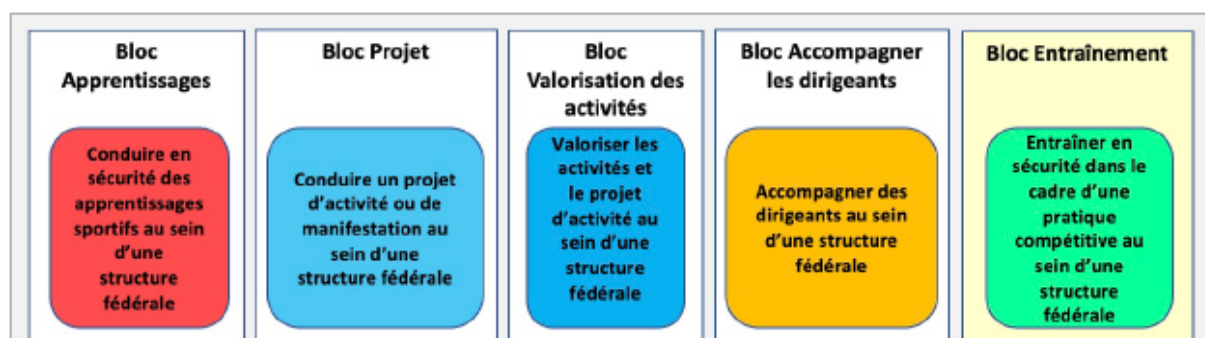 Bloc
Apprentissages
Conduire en
sécurité des
apprentissages
sportifs au sein
d'une
structure
fédérale
Bloc Projet
Conduire un projet
d'activité ou de
manifestation au
sein d'une
structure fédérale
Bloc
Valorisation des
activités
Valoriser les
activités et
le projet
d'activité au
sein d'une
structure
fédérale
Bloc Accompagner
les dirigeants
Accompagner des
dirigeants au sein
d'une structure
fédérale
Bloc Entraînement
Entraîner en
sécurité dans le
cadre d'une
pratique
compétitive au
sein d'une
structure
fédérale